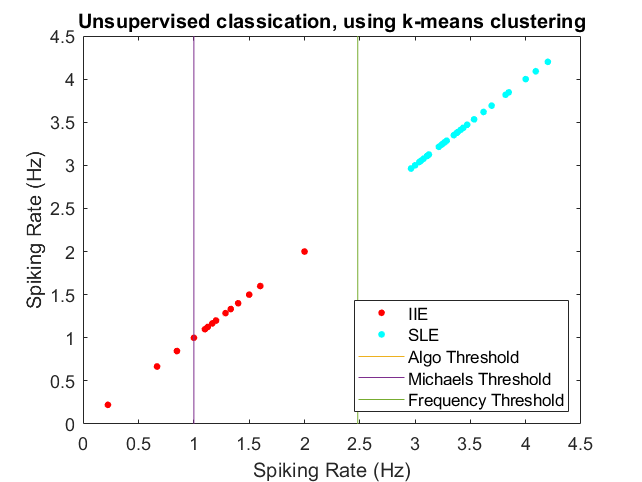 Unsupervised classication, using k-means clustering
4.5
4
3.5
3
2.5
2
1.5
1
0.5
0
Spiking Rate (Hz)
IIE
SLE
Algo Threshold
Michaels Threshold
Frequency Threshold
0 0.5 1 1.5 2 2.5 3 3.5 4 4.5
Spiking Rate (Hz)